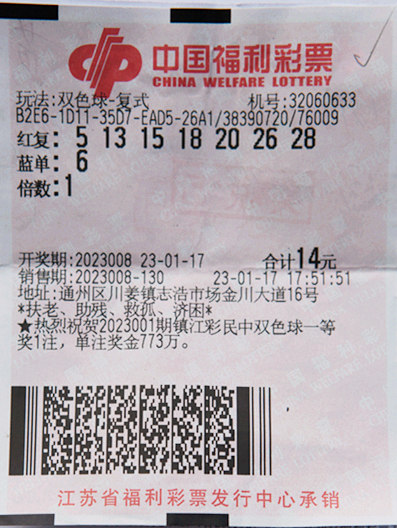 中国福利彩票
CHINA WELFARE LOTTERY
玩法:双色球-复式 机号:32060633
B2E6-1D11-35D7-EAD5-26A1/38390720/76009
红复: 5 13 15 18 20 26 28
蓝单: 6
倍数:1
开奖期:2023008 23-01-17 合计14元
销售期:2023008-130 23-01-17 17:51:51
地址:通州区川姜镇志浩市场金川大道16号
*扶老、助残、救孤、济困*
★热烈祝贺2023001期镇江彩民中双色球一等
奖1注，单注奖金773万。
江苏省福利彩票发行中心承销